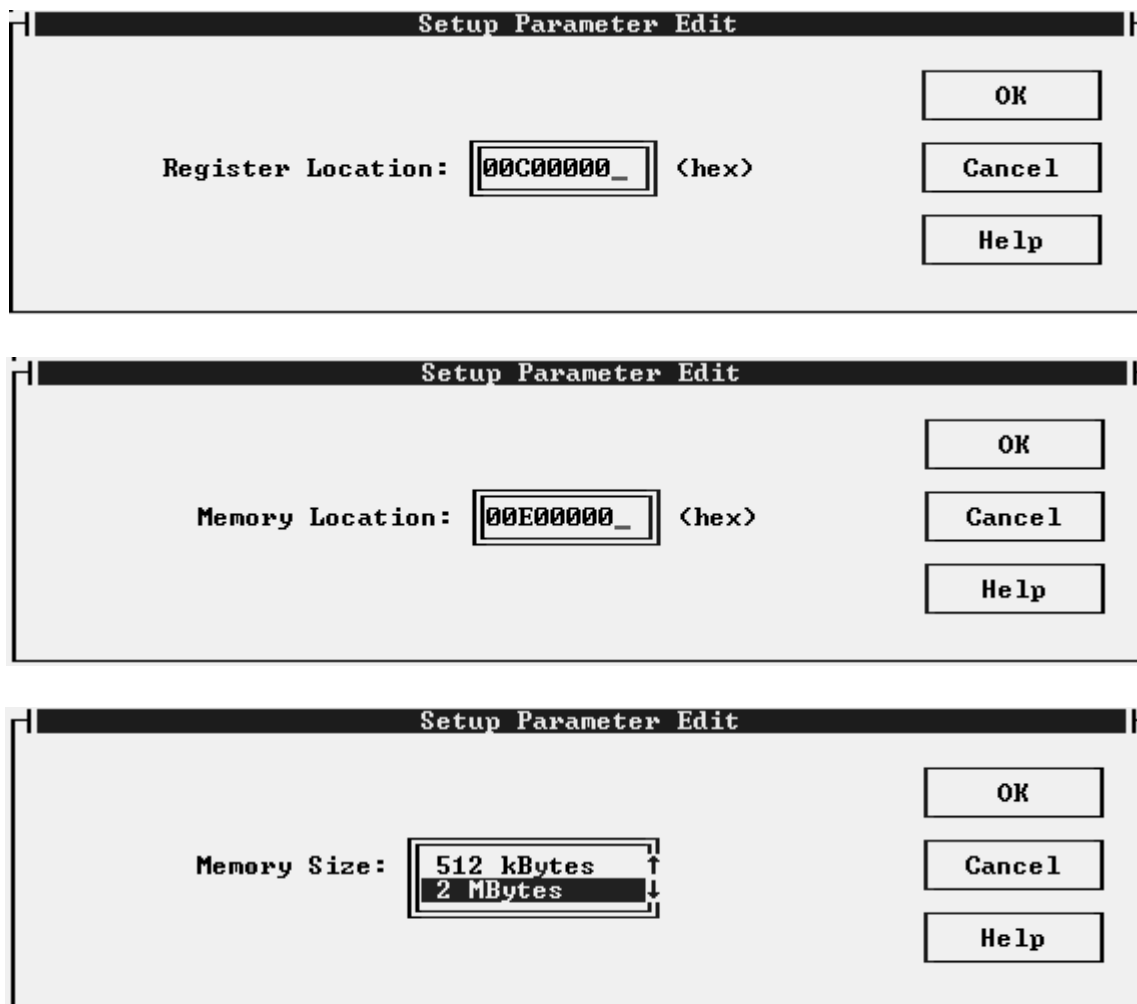 Setup Parameter Edit
OK
Register Location: 00C00000_ (hex)
Cancel
Help
Setup Parameter Edit
OK
Memory Location: 00E00000_ (hex)
Cancel
Help
Setup Parameter Edit
OK
Memory Size: 512 kBytes ↑
Cancel
2 MBytes ↓
Help